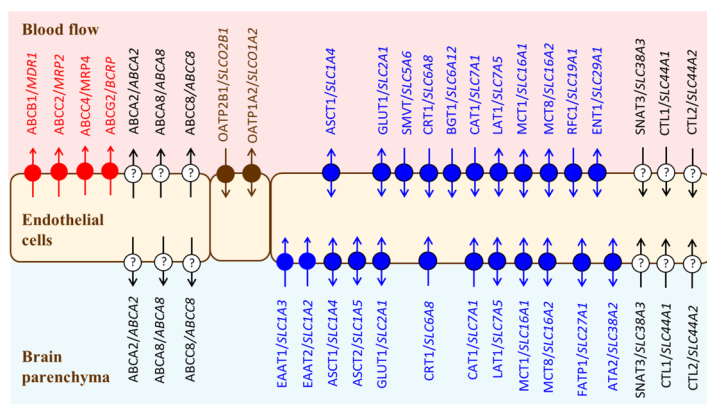 Blood flow
ABCB1/MDR1
ABCC2/MRP2
ABCC4/MRP4
ABCG2/BCRP
ABCA2/ABCA2
ABCA8/ABCA8
ABCC8/ABCC8
OATP2B1/SLCO2B1
OATP1A2/SLCO1A2
ASCT1/SLC1A4
GLUT1/SLC2A1
SMVT/SLC5A6
CRT1/SLC6A8
BGT1/SLC6A12
CAT1/SLC7A1
LAT1/SLC7A5
MCT1/SLC16A1
MCT8/SLC16A2
RFC1/SLC19A1
ENT1/SLC29A1
SNAT3/SLC38A3
CTL1/SLC44A1
CTL2/SLC44A2
? ? ? ? ? ?
Endothelial
cells
? ? ? ? ? ?
Brain
parenchyma
ABCA2/ABCA2
ABCA8/ABCA8
ABCC8/ABCC8
EAAT1/SLC1A3
EAAT2/SLC1A2
ASCT1/SLC1A4
ASCT2/SLC1A5
GLUT1/SLC2A1
CRT1/SLC6A8
CAT1/SLC7A1
LAT1/SLC7A5
MCT1/SLC16A1
MCT8/SLC16A2
FATP1/SLC27A1
ATA2/SLC38A2
SNAT3/SLC38A3
CTL1/SLC44A1
CTL2/SLC44A2